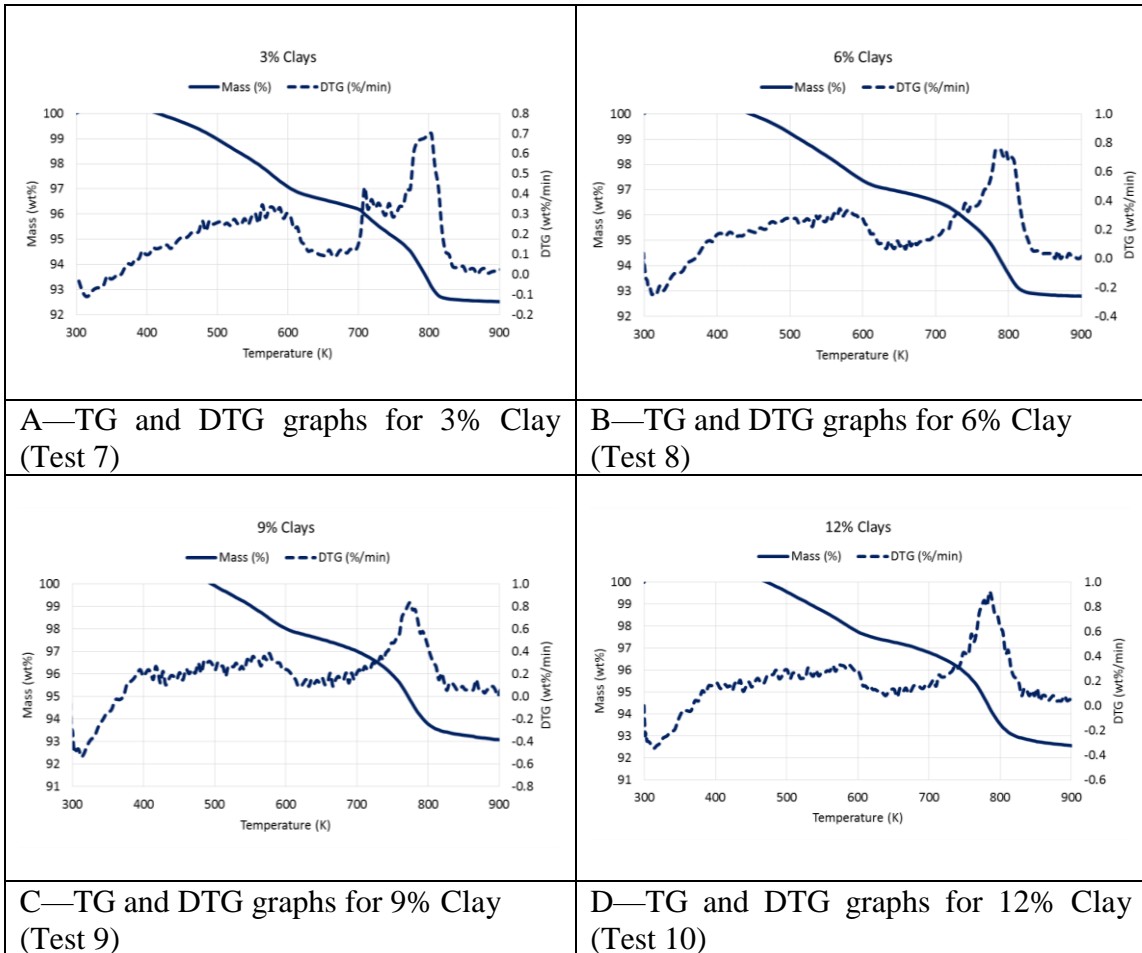 3% Clays
Mass (%) DTG (%/min)
100 0.8
99 0.7
98 0.6
97 0.5
96 0.4
95 0.3
94 0.2
93 0.1
92 0.0
-0.1
-0.2
Mass (wt%)
DTG (wt%/min)
300 400 500 600 700 800 900
Temperature (K)
6% Clays
Mass (%) DTG (%/min)
100 1.0
99 0.8
98 0.6
97 0.4
96 0.2
95 0.0
94 -0.2
93 -0.4
92
Mass (wt%)
DTG (wt%/min)
300 400 500 600 700 800 900
Temperature (K)
A—TG and DTG graphs for 3% Clay
(Test 7)
B—TG and DTG graphs for 6% Clay
(Test 8)
9% Clays
Mass (%) DTG (%/min)
100 1.0
99 0.8
98 0.6
97 0.4
96 0.2
95 0.0
94 -0.2
93 -0.4
92 -0.6
91 -0.8
Mass (wt%)
DTG (wt%/min)
300 400 500 600 700 800 900
Temperature (K)
12% Clays
Mass (%) DTG (%/min)
100 1.0
99 0.8
98 0.6
97 0.4
96 0.2
95 0.0
94 -0.2
93 -0.4
92 -0.6
91
Mass (wt%)
DTG (wt%/min)
300 400 500 600 700 800 900
Temperature (K)
C—TG and DTG graphs for 9% Clay
(Test 9)
D—TG and DTG graphs for 12% Clay
(Test 10)